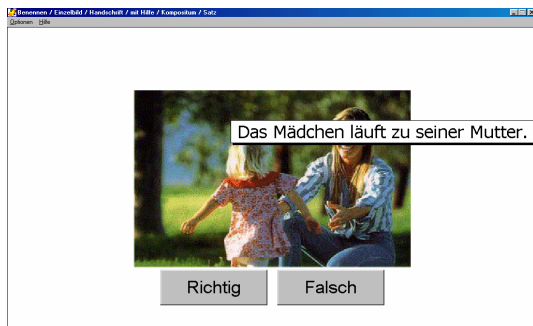 Benennen / Einzelbild / Handschrift / mit Hilfe / Kompositum / Satz
Optionen Hilfe
Das Mädchen läuft zu seiner Mutter.
Richtig Falsch